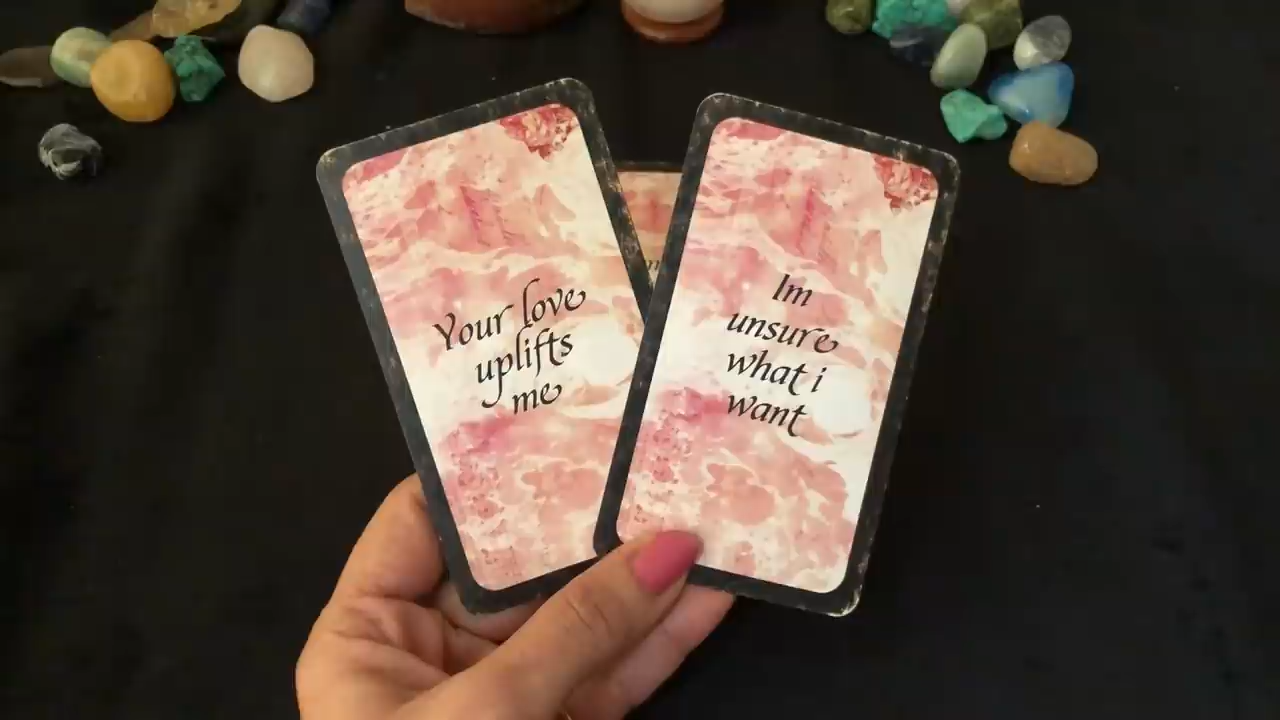 Your love
uplifts
me
Im
unsure
what i
want